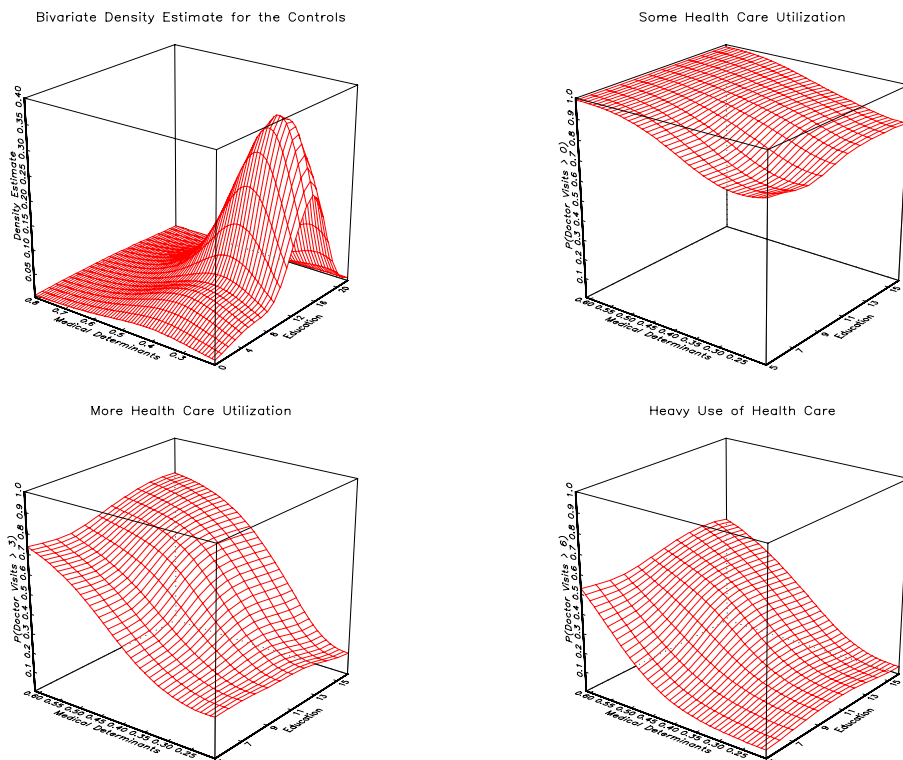 Bivariate Density Estimate for the Controls
Density Estimate
0.05 0.10 0.15 0.20 0.25 0.30 0.35 0.40
0.8 0.7 0.6 0.5 0.4 0.3
Medical Determinants
0 4 8 12 16 20
Education
Some Health Care Utilization
P(Doctor Visits > 0)
0.1 0.2 0.3 0.4 0.5 0.6 0.7 0.8 0.9 1.0
0.60 0.55 0.50 0.45 0.40 0.35 0.30 0.25
Medical Determinants
5 7 9 11 13 15
Education
More Health Care Utilization
P(Doctor Visits > 3)
0.1 0.2 0.3 0.4 0.5 0.6 0.7 0.8 0.9 1.0
0.60 0.55 0.50 0.45 0.40 0.35 0.30 0.25
Medical Determinants
7 9 11 13 15
Education
Heavy Use of Health Care
P(Doctor Visits > 6)
0.1 0.2 0.3 0.4 0.5 0.6 0.7 0.8 0.9 1.0
0.60 0.55 0.50 0.45 0.40 0.35 0.30 0.25
Medical Determinants
7 9 11 13 15
Education